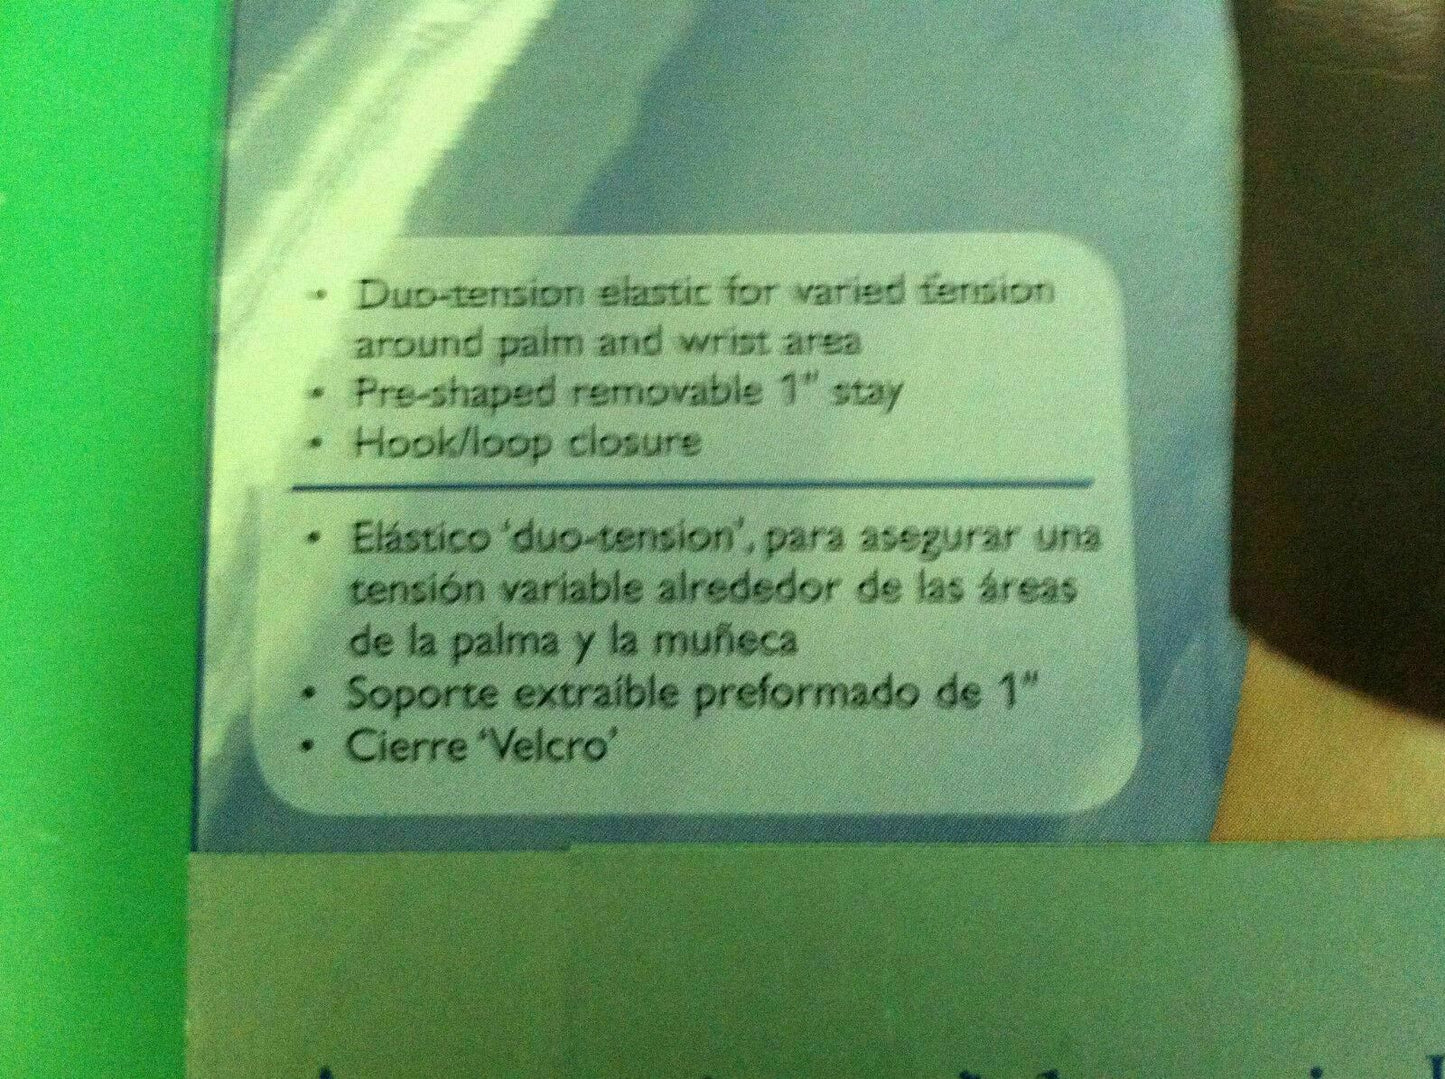 • Duo-tension elastic for varied tension
around palm and wrist area
• Pre-shaped removable 1" stay
• Hook/loop closure
• Elástico 'duo-tension', para asegurar una
tensión variable alrededor de las áreas
de la palma y la muñeca
• Soporte extraíble preformado de 1"
• Cierre 'Velcro'